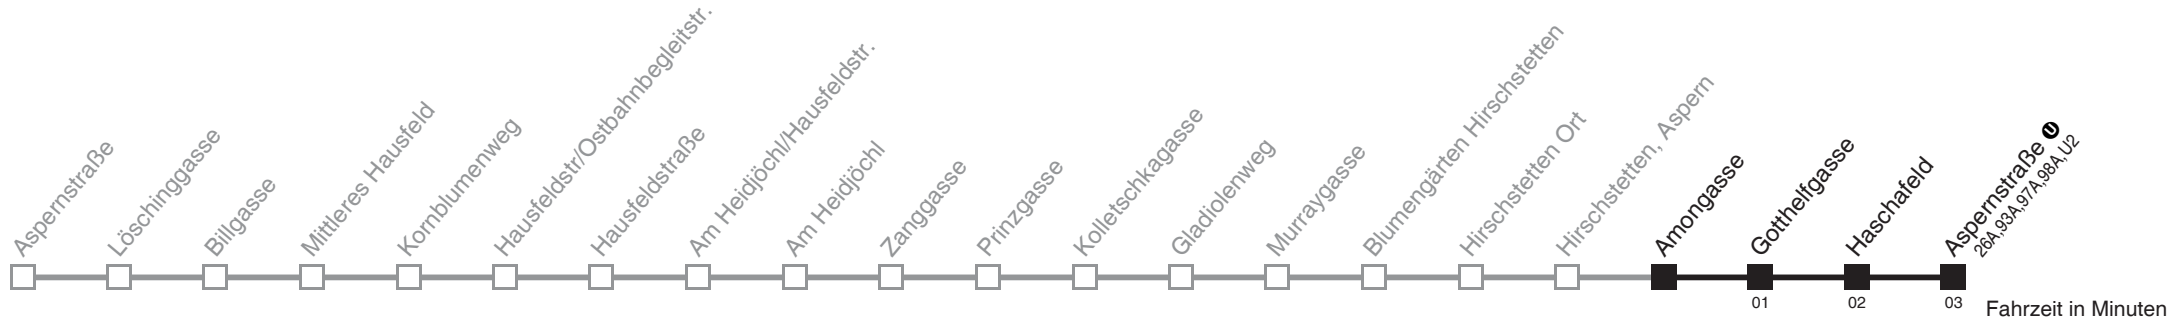 Aspernstraße
Löschinggasse
Billgasse
Mittleres Hausfeld
Kornblumenweg
Hausfeldstr/Ostbahnbegleitstr.
Hausfeldstraße
Am Heidjöchl/Hausfeldstr.
Am Heidjöchl
Zanggasse
Prinzgasse
Kolletschkagasse
Gladiolenweg
Murraygasse
Blumengärten Hirschstetten
Hirschstetten Ort
Hirschstetten, Aspern
Amongasse
Gotthelfgasse
Haschafeld
Aspernstraße U
26A,93A,97A,98A,U2
01
02
03
Fahrzeit in Minuten